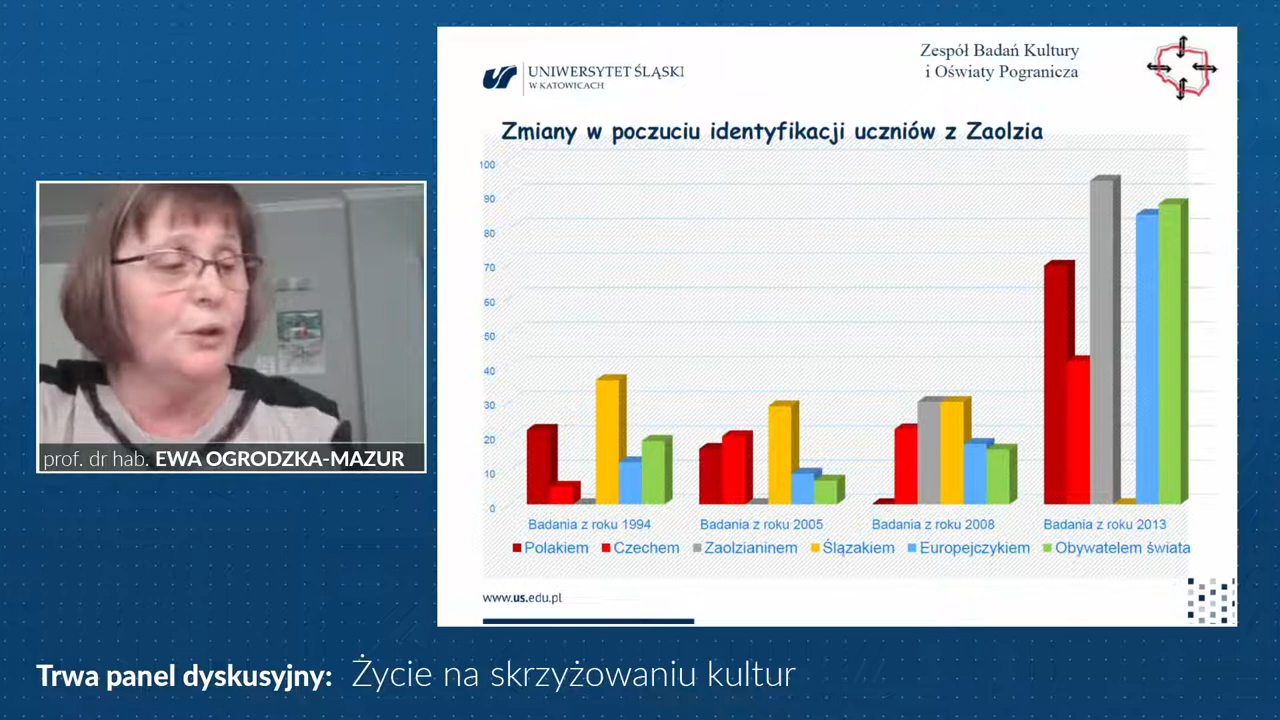 UNIWERSYTET ŚLĄSKI
W KATOWICACH
Zespół Badań Kultury
i Oświaty Pogranicza
Zmiany w poczuciu identyfikacji uczniów z Zaolzia
100
90
80
70
60
50
40
30
20
10
0
Badania z roku 1994 Badania z roku 2005 Badania z roku 2008 Badania z roku 2013
Polakiem Czechem Zaolzianinem Ślązakiem Europejczykiem Obywatelem świata
www.us.edu.pl
prof. dr hab. EWA OGRODZKA-MAZUR
Trwa panel dyskusyjny: Życie na skrzyżowaniu kultur